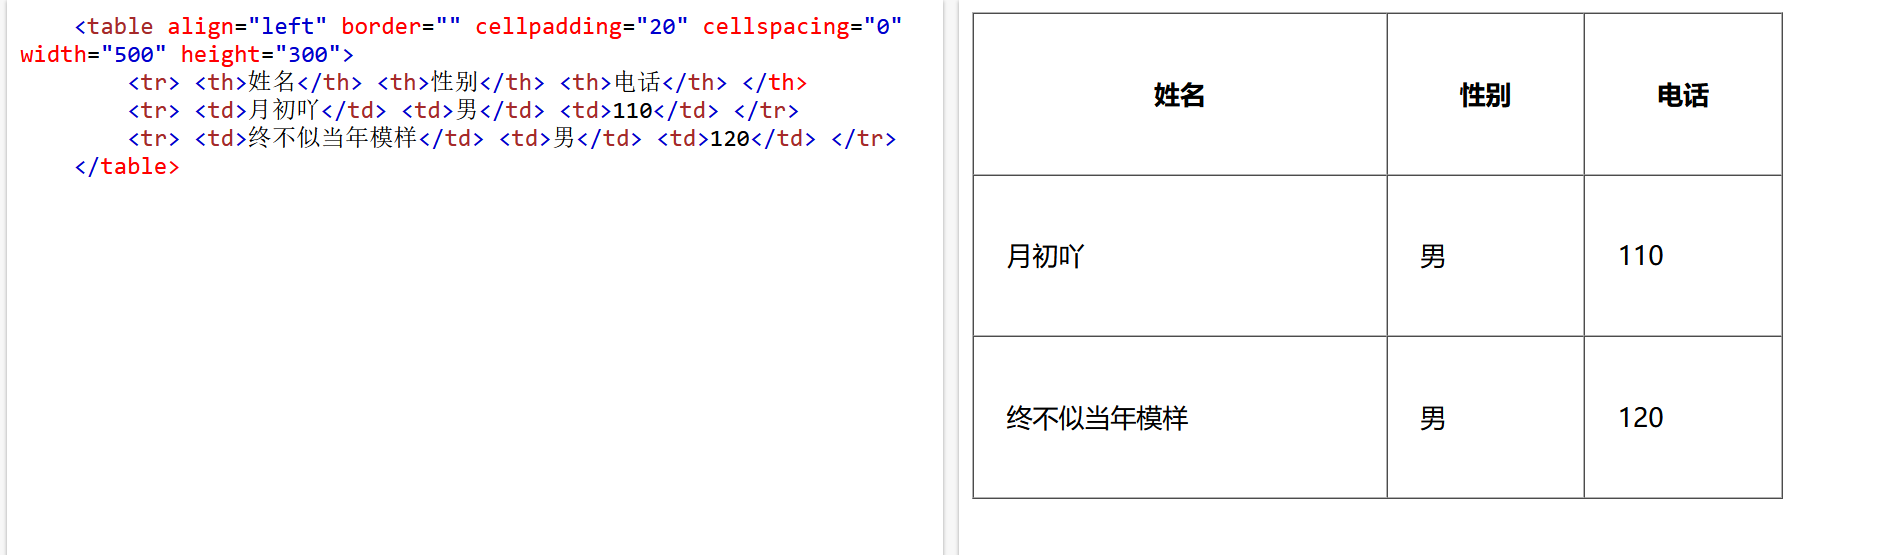 <table align="left" border="" cellpadding="20" cellspacing="0"
width="500" height="300">
<tr> <th>姓名</th> <th>性别</th> <th>电话</th> </th>
<tr> <td>月初吖</td> <td>男</td> <td>110</td> </tr>
<tr> <td>终不似当年模样</td> <td>男</td> <td>120</td> </tr>
</table>
姓名 性别 电话
月初吖 男 110
终不似当年模样 男 120